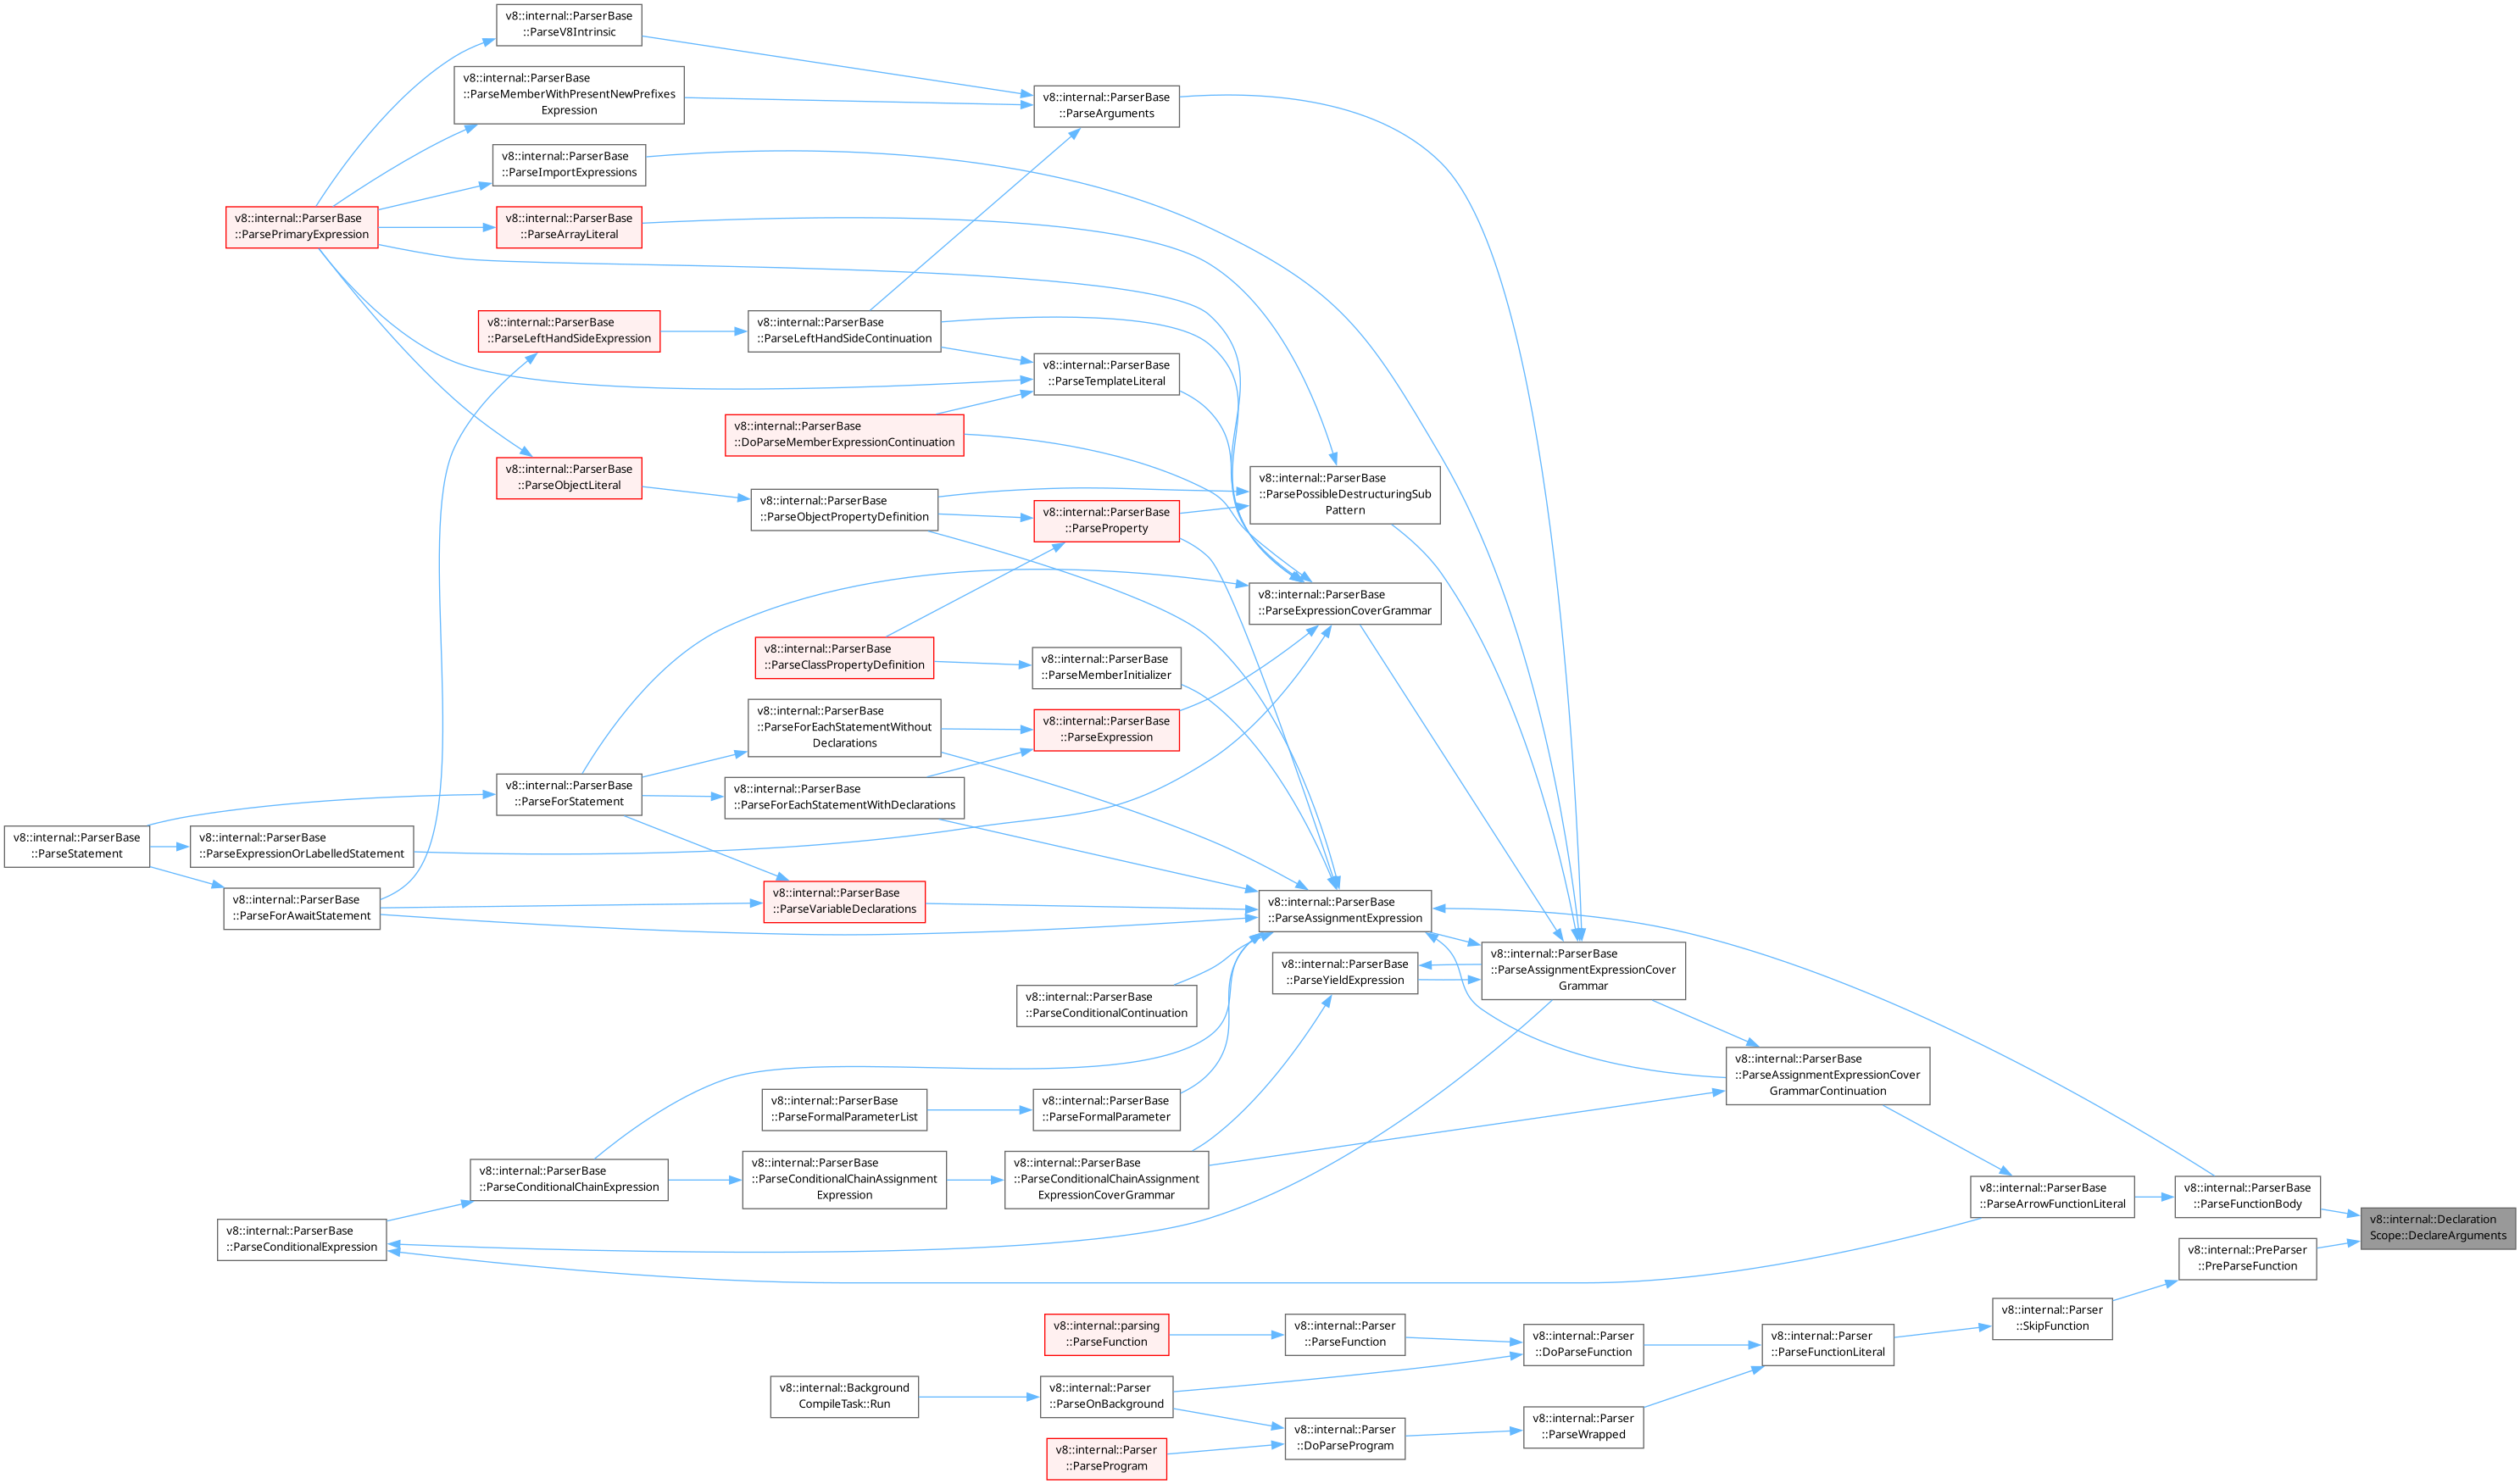 v8::internal::ParserBase
::ParseV8Intrinsic
v8::internal::ParserBase
::ParseMemberWithPresentNewPrefixes
Expression
v8::internal::ParserBase
::ParseArguments
v8::internal::ParserBase
::ParseImportExpressions
v8::internal::ParserBase
::ParsePrimaryExpression
v8::internal::ParserBase
::ParseArrayLiteral
v8::internal::ParserBase
::ParseLeftHandSideExpression
v8::internal::ParserBase
::ParseLeftHandSideContinuation
v8::internal::ParserBase
::ParseTemplateLiteral
v8::internal::ParserBase
::DoParseMemberExpressionContinuation
v8::internal::ParserBase
::ParseObjectLiteral
v8::internal::ParserBase
::ParsePossibleDestructuringSub
Pattern
v8::internal::ParserBase
::ParseObjectPropertyDefinition
v8::internal::ParserBase
::ParseProperty
v8::internal::ParserBase
::ParseExpressionCoverGrammar
v8::internal::ParserBase
::ParseClassPropertyDefinition
v8::internal::ParserBase
::ParseMemberInitializer
v8::internal::ParserBase
::ParseForEachStatementWithout
Declarations
v8::internal::ParserBase
::ParseExpression
v8::internal::ParserBase
::ParseForStatement
v8::internal::ParserBase
::ParseForEachStatementWithDeclarations
v8::internal::ParserBase
::ParseStatement
v8::internal::ParserBase
::ParseExpressionOrLabelledStatement
v8::internal::ParserBase
::ParseForAwaitStatement
v8::internal::ParserBase
::ParseVariableDeclarations
v8::internal::ParserBase
::ParseAssignmentExpression
v8::internal::ParserBase
::ParseYieldExpression
v8::internal::ParserBase
::ParseAssignmentExpressionCover
Grammar
v8::internal::ParserBase
::ParseConditionalContinuation
v8::internal::ParserBase
::ParseAssignmentExpressionCover
GrammarContinuation
v8::internal::ParserBase
::ParseFormalParameterList
v8::internal::ParserBase
::ParseFormalParameter
v8::internal::ParserBase
::ParseConditionalChainExpression
v8::internal::ParserBase
::ParseConditionalChainAssignment
Expression
v8::internal::ParserBase
::ParseConditionalChainAssignment
ExpressionCoverGrammar
v8::internal::ParserBase
::ParseArrowFunctionLiteral
v8::internal::ParserBase
::ParseFunctionBody
v8::internal::Declaration
Scope::DeclareArguments
v8::internal::ParserBase
::ParseConditionalExpression
v8::internal::PreParser
::PreParseFunction
v8::internal::Parser
::SkipFunction
v8::internal::parsing
::ParseFunction
v8::internal::Parser
::ParseFunction
v8::internal::Parser
::DoParseFunction
v8::internal::Parser
::ParseFunctionLiteral
v8::internal::Background
CompileTask::Run
v8::internal::Parser
::ParseOnBackground
v8::internal::Parser
::ParseWrapped
v8::internal::Parser
::DoParseProgram
v8::internal::Parser
::ParseProgram